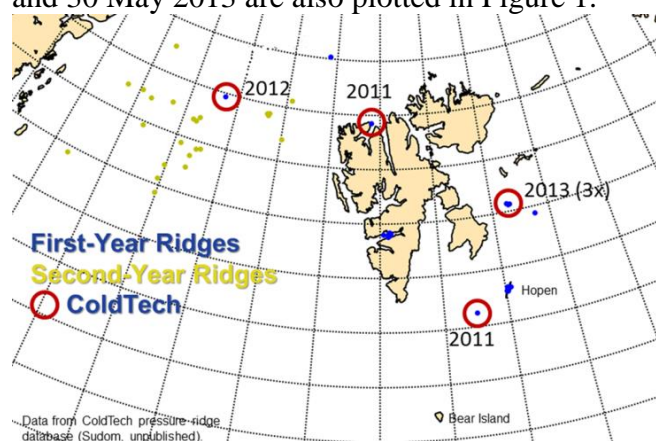 and 30 May 2013 are also plotted in Figure 1.
2012
2011
2013 (3x)
First-Year Ridges
Second-Year Ridges
ColdTech
Hopen
2011
Bear Island
Data from ColdTech pressure-ridge
database (Sudom, unpublished).